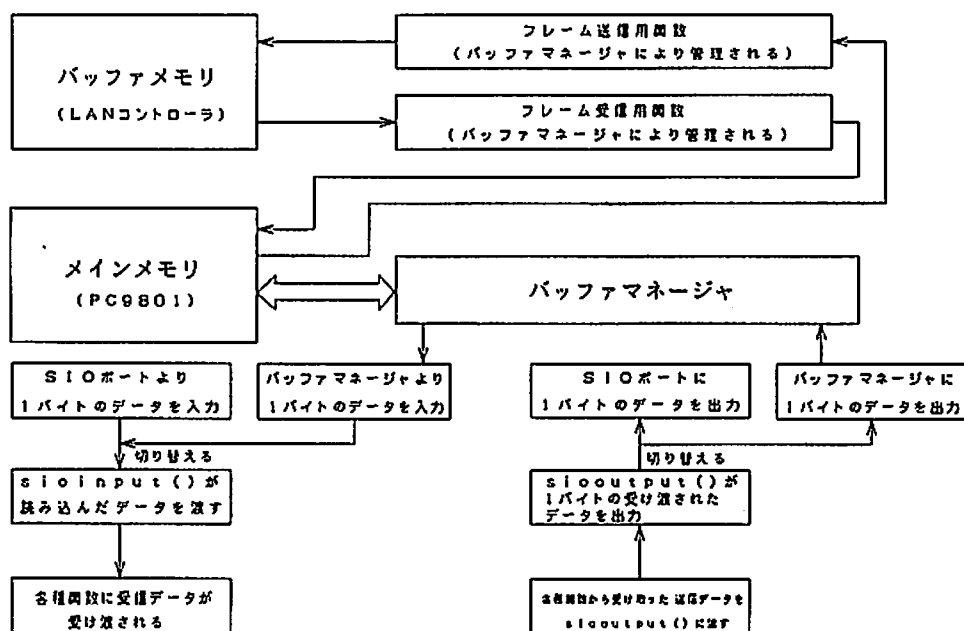 フレーム送信用関数
(バッファマネージャにより管理される)
バッファメモリ
(LANコントローラ)
フレーム受信用関数
(バッファマネージャにより管理される)
メインメモリ
(PC9801)
バッファマネージャ
SIOポートより
1バイトのデータを入力
バッファマネージャより
1バイトのデータを入力
SIOポートに
1バイトのデータを出力
バッファマネージャに
1バイトのデータを出力
切り替える
切り替える
sioinput()が
読み込んだデータを渡す
siooutput()が
1バイトの受け渡された
データを出力
各種関数に受信データが
受け渡される
各種関数から受け取った送信データを
siooutput()に渡す